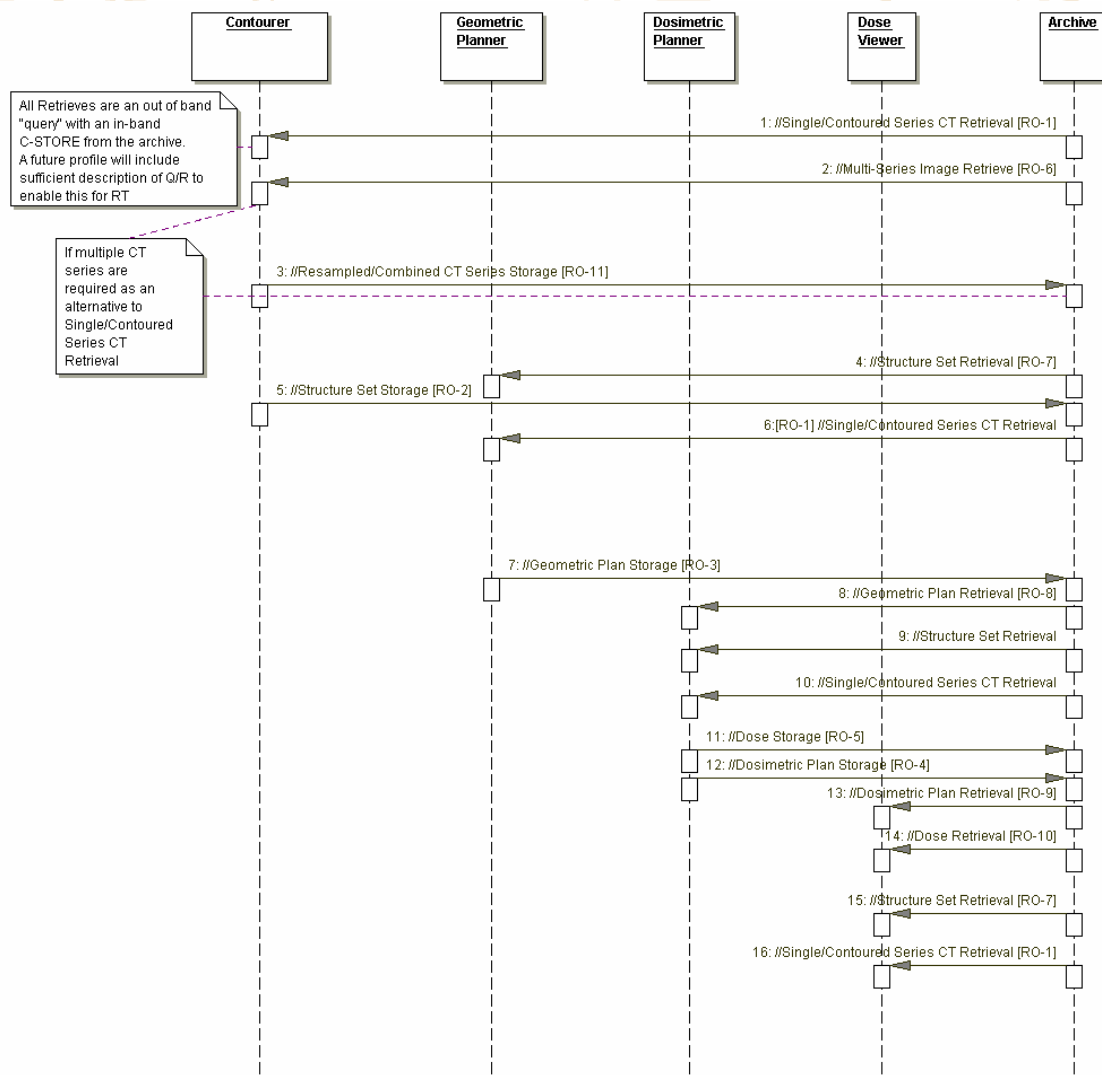 Contourer
Geometric
Planner
Dosimetric
Planner
Dose
Viewer
Archive
All Retrieves are an out of band
"query" with an in-band
C-STORE from the archive.
A future profile will include
sufficient description of Q/R to
enable this for RT
1: //Single/Contoured Series CT Retrieval [RO-1]
2: //Multi-Series Image Retrieve [RO-6]
If multiple CT
series are
required as an
alternative to
Single/Contoured
Series CT
Retrieval
3: //Resampled/Combined CT Series Storage [RO-11]
4: //Structure Set Retrieval [RO-7]
5: //Structure Set Storage [RO-2]
6:[RO-1] //Single/Contoured Series CT Retrieval
7: //Geometric Plan Storage [RO-3]
8: //Geometric Plan Retrieval [RO-8]
9: //Structure Set Retrieval
10: //Single/Contoured Series CT Retrieval
11: //Dose Storage [RO-5]
12: //Dosimetric Plan Storage [RO-4]
13: //Dosimetric Plan Retrieval [RO-9]
14: //Dose Retrieval [RO-10]
15: //Structure Set Retrieval [RO-7]
16: //Single/Contoured Series CT Retrieval [RO-1]